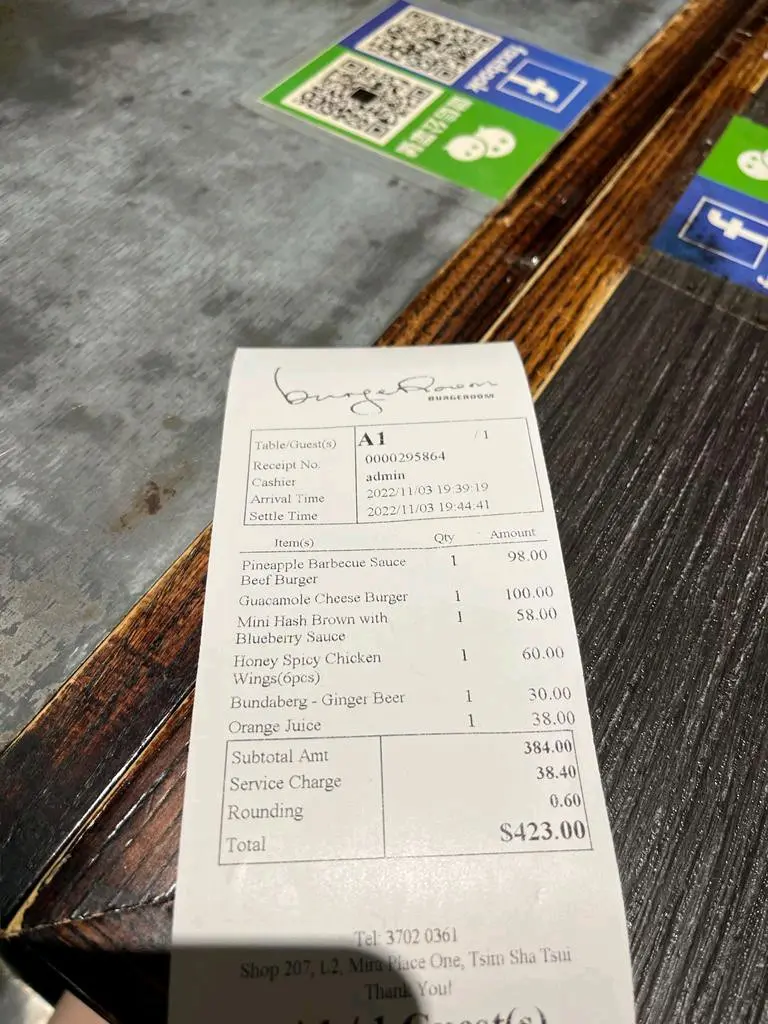 facebook
burgeRoom
BURGEROOM
Table/Guest(s) A1 / 1
Receipt No. 0000295864
Cashier admin
Arrival Time 2022/11/03 19:39:19
Settle Time 2022/11/03 19:44:41
Item(s) Qty Amount
Pineapple Barbecue Sauce 1 98.00
Beef Burger
Guacamole Cheese Burger 1 100.00
Mini Hash Brown with 1 58.00
Blueberry Sauce
Honey Spicy Chicken 1 60.00
Wings(6pcs)
Bundaberg - Ginger Beer 1 30.00
Orange Juice 1 38.00
Subtotal Amt 384.00
Service Charge 38.40
Rounding 0.60
Total $423.00
Tel: 3702 0361
Shop 207, L2, Mira Place One, Tsim Sha Tsui
Thank You!